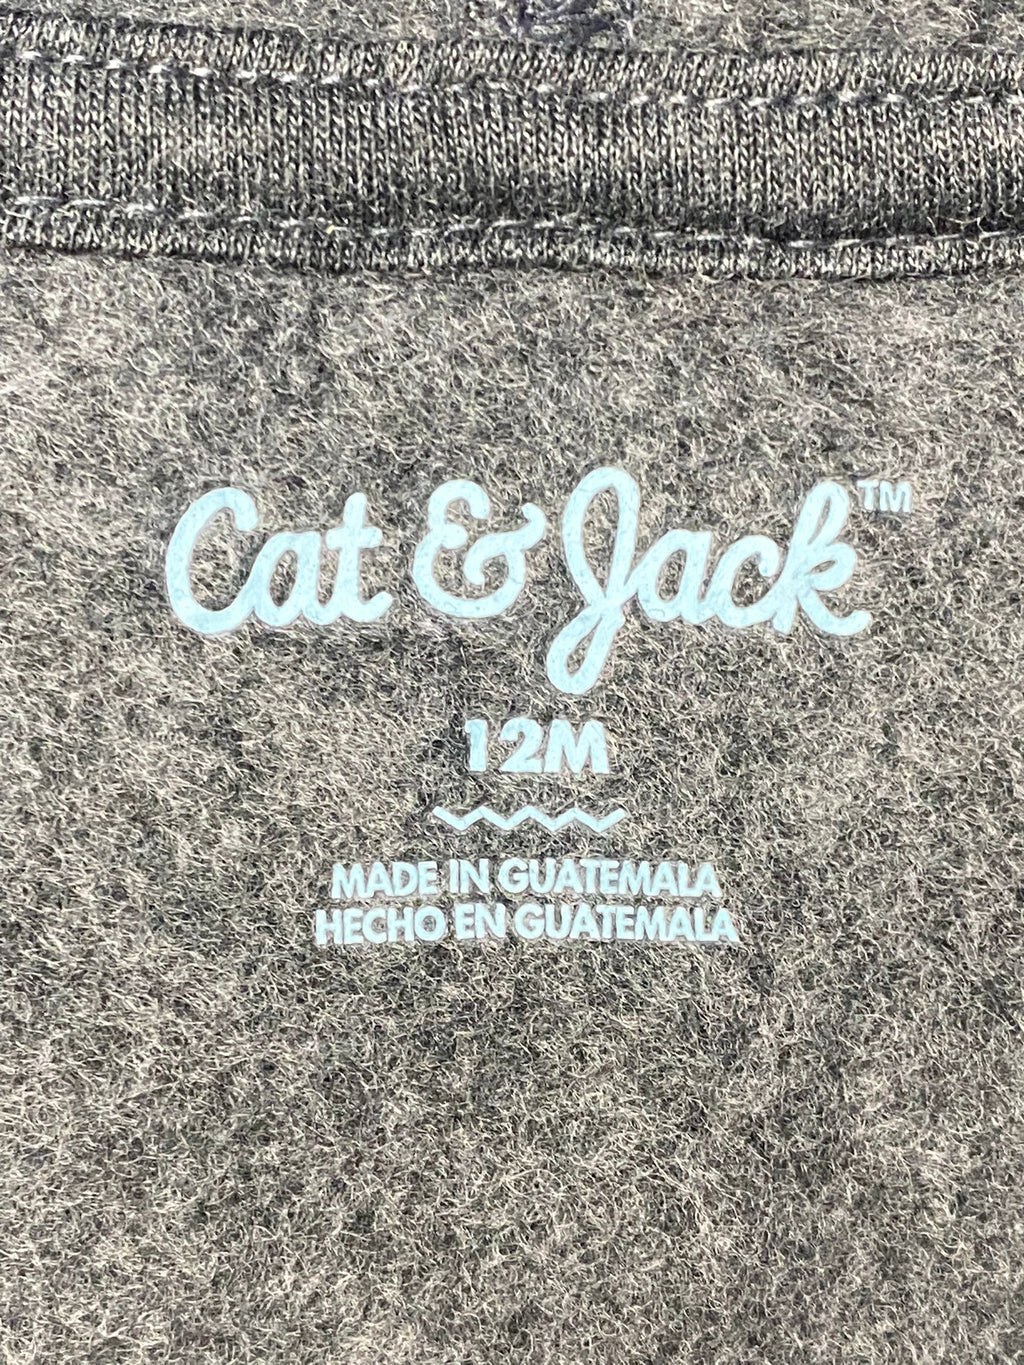 Cat & Jack™
12M
MADE IN GUATEMALA
HECHO EN GUATEMALA